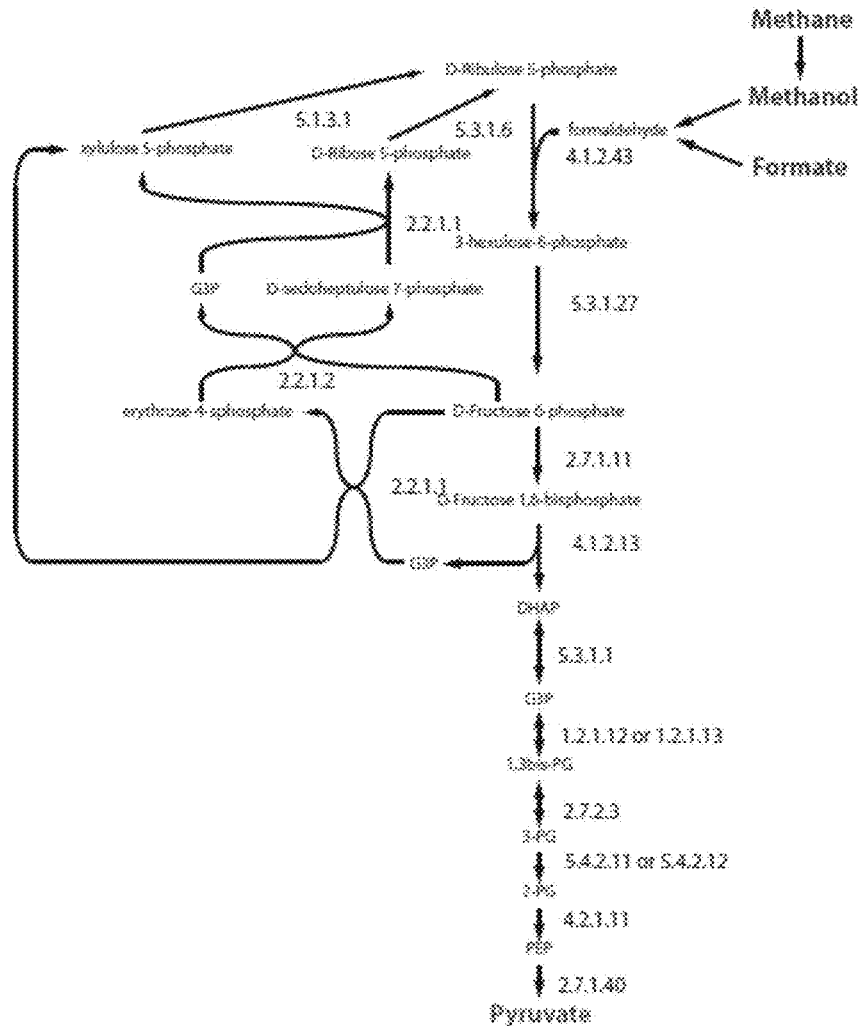 Methane
D-Ribulose 5-phosphate
Methanol
5.1.3.1
5.3.1.6
formaldehyde
xylulose 5-phosphate
D-Ribose 5-phosphate
4.1.2.43
Formate
2.2.1.1
3-hexulose-6-phosphate
G3P
D-sedoheptulose 7-phosphate
5.3.1.27
2.2.1.2
erythrose-4-sphosphate
D-Fructose 6-phosphate
2.7.1.11
2.2.1.1
D-Fructose 1,6-bisphosphate
4.1.2.13
G3P
DHAP
5.3.1.1
G3P
1.2.1.12 or 1.2.1.13
1,3bis-PG
2.7.2.3
3-PG
5.4.2.11 or 5.4.2.12
2-PG
4.2.1.11
PEP
2.7.1.40
Pyruvate